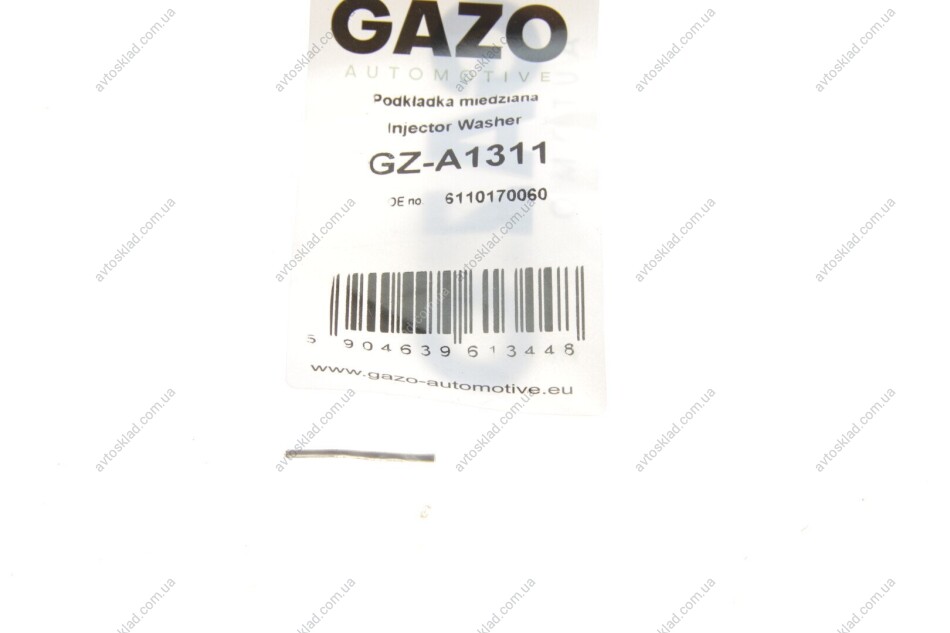 GAZO
AUTOMOTIVE
Podkładka miedziana
Injector Washer
GZ-A1311
OE no. 6110170060
5 904639 613448
www.gazo-automotive.eu
avtosklad.com.ua